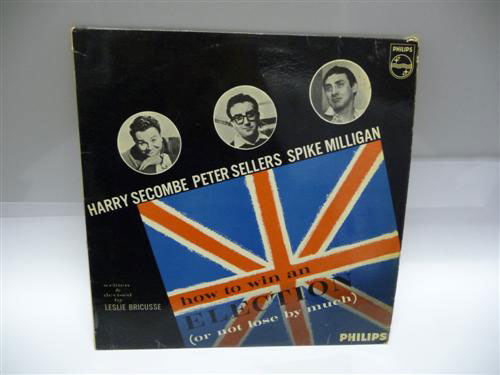 PHILIPS
HARRY SECOMBE PETER SELLERS SPIKE MILLIGAN
how to win an
ELECTION
(or not lose by much)
written
&
devised
by
LESLIE BRICUSSE
PHILIPS